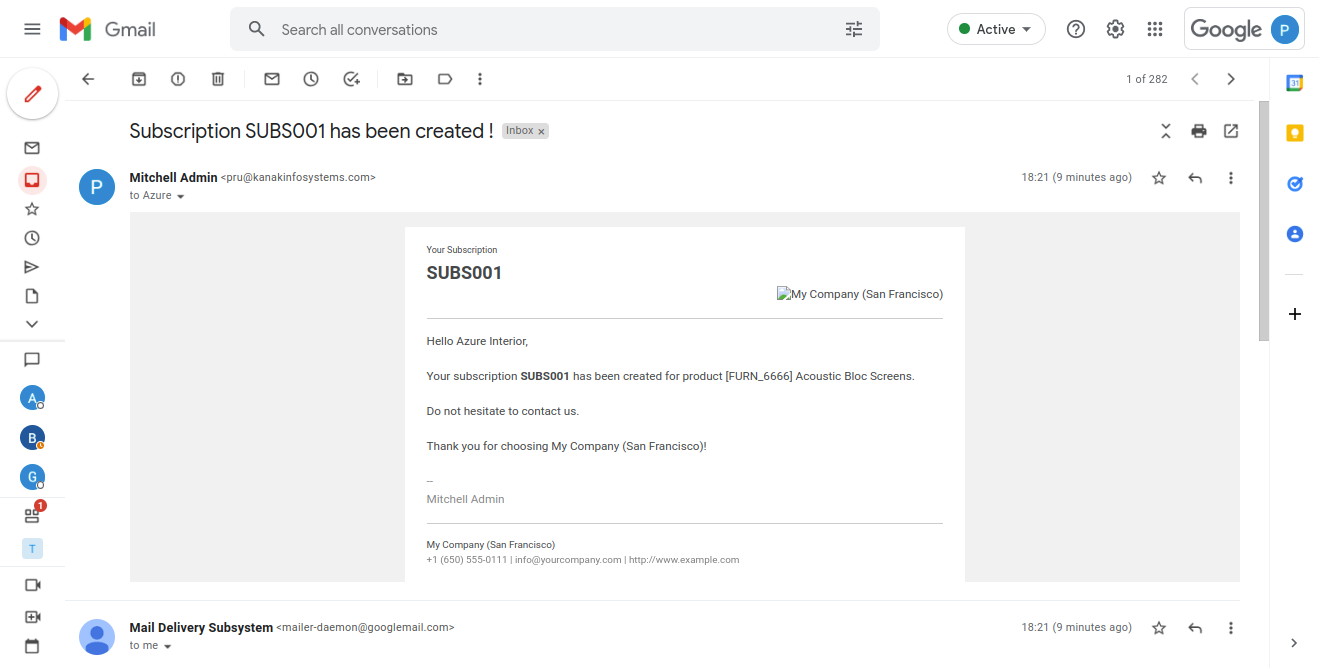 Gmail
Search all conversations
Active
Google
P
1 of 282
31
Subscription SUBS001 has been created !
Inbox ×
P
Mitchell Admin <pru@kanakinfosystems.com>
18:21 (9 minutes ago)
to Azure
Your Subscription
SUBS001
My Company (San Francisco)
Hello Azure Interior,
Your subscription SUBS001 has been created for product [FURN_6666] Acoustic Bloc Screens.
Do not hesitate to contact us.
Thank you for choosing My Company (San Francisco)!
--
Mitchell Admin
My Company (San Francisco)
+1 (650) 555-0111 | info@yourcompany.com | http://www.example.com
A
B
G
1
T
Mail Delivery Subsystem <mailer-daemon@googlemail.com>
18:21 (9 minutes ago)
to me